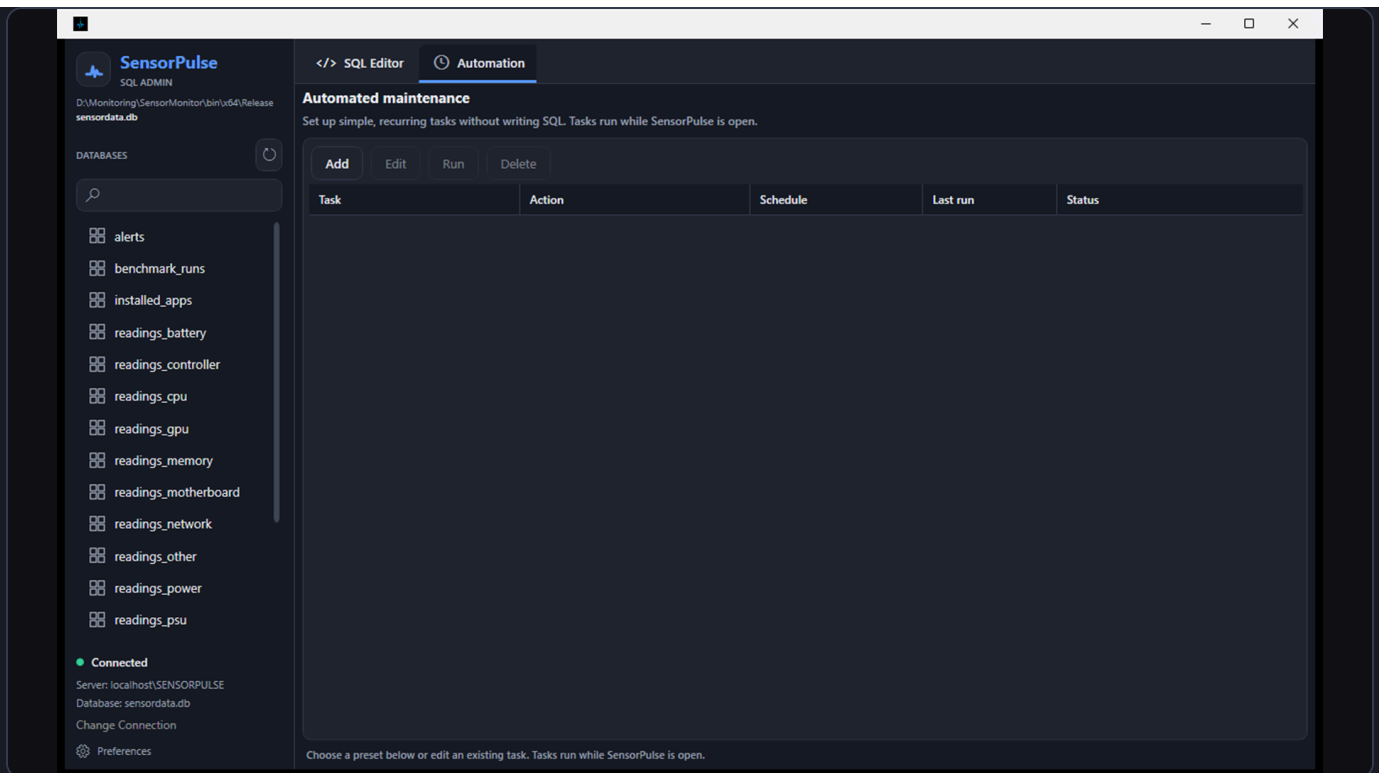 SensorPulse
SQL ADMIN
D:\Monitoring\SensorMonitor\bin\x64\Release
sensordata.db
DATABASES
alerts
benchmark_runs
installed_apps
readings_battery
readings_controller
readings_cpu
readings_gpu
readings_memory
readings_motherboard
readings_network
readings_other
readings_power
readings_psu
Connected
Server: localhost\SENSORPULSE
Database: sensordata.db
Change Connection
Preferences
</> SQL Editor
Automation
Automated maintenance
Set up simple, recurring tasks without writing SQL. Tasks run while SensorPulse is open.
Add Edit Run Delete
Task Action Schedule Last run Status
Choose a preset below or edit an existing task. Tasks run while SensorPulse is open.